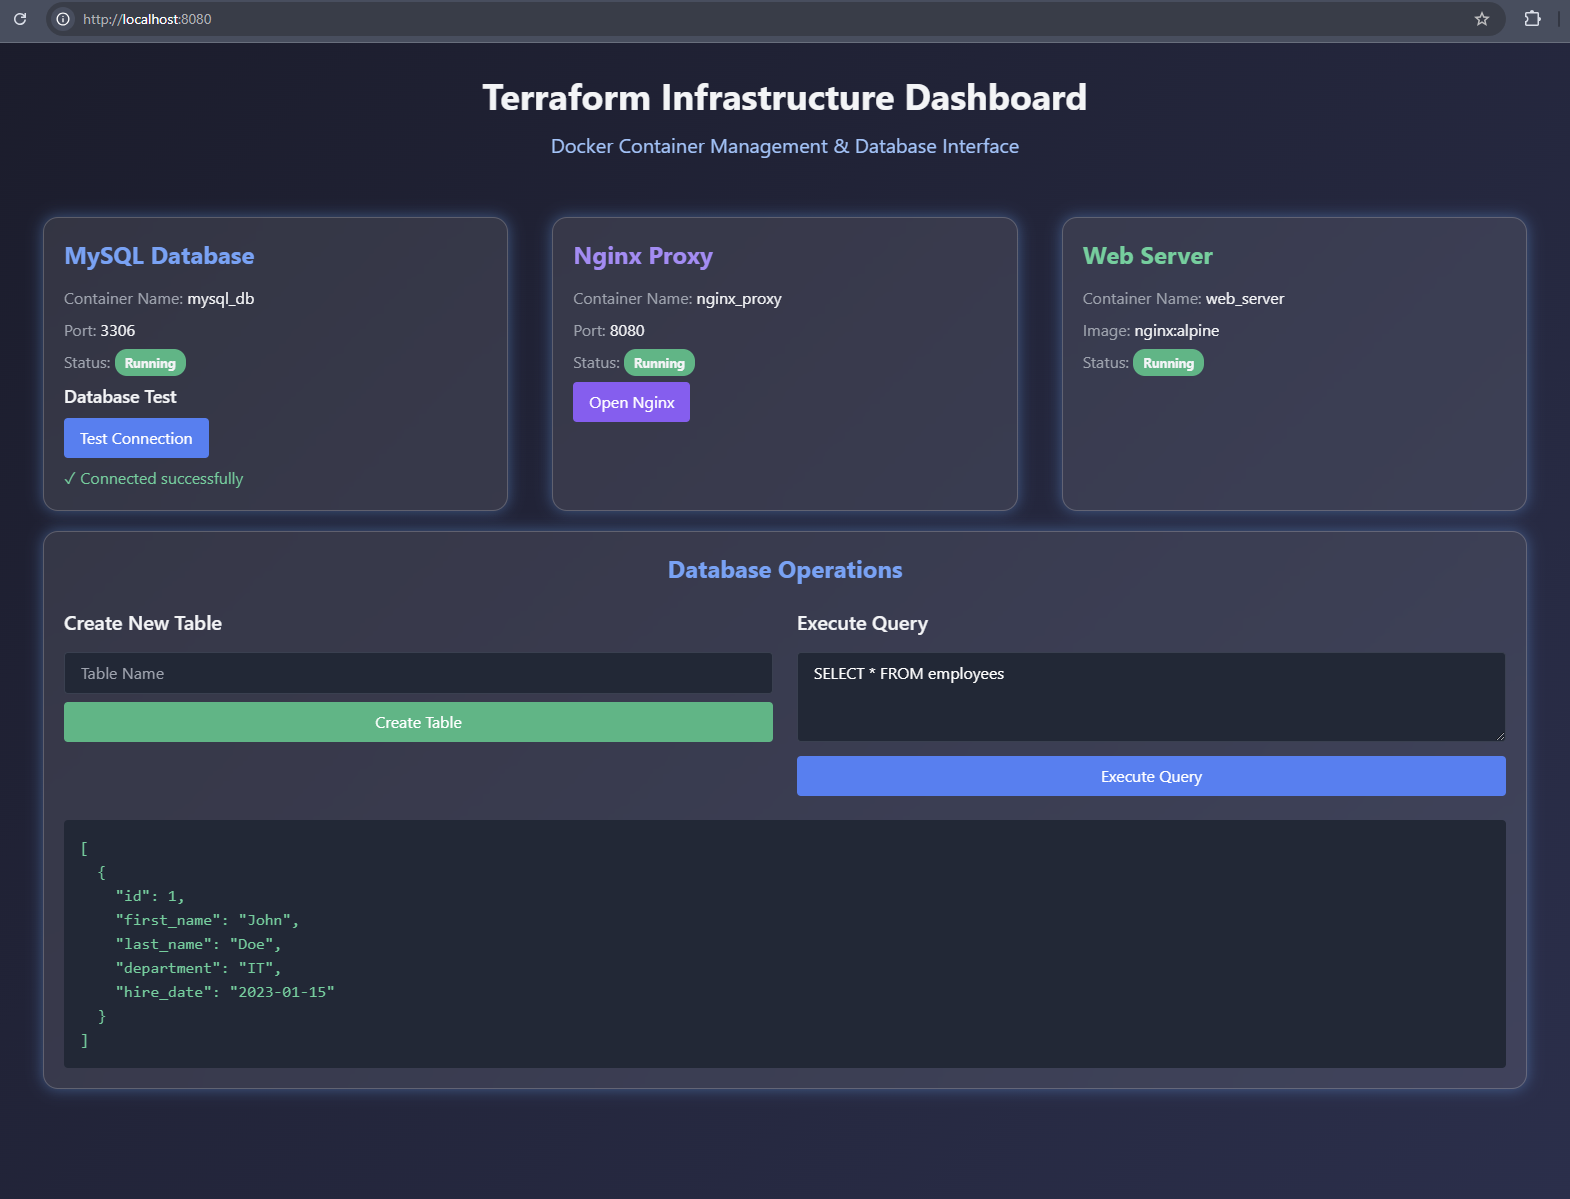 http://localhost:8080
Terraform Infrastructure Dashboard
Docker Container Management & Database Interface
MySQL Database
Container Name: mysql_db
Port: 3306
Status: Running
Database Test
Test Connection
✓ Connected successfully
Nginx Proxy
Container Name: nginx_proxy
Port: 8080
Status: Running
Open Nginx
Web Server
Container Name: web_server
Image: nginx:alpine
Status: Running
Database Operations
Create New Table
Table Name
Create Table
Execute Query
SELECT * FROM employees
Execute Query
[
  {
    "id": 1,
    "first_name": "John",
    "last_name": "Doe",
    "department": "IT",
    "hire_date": "2023-01-15"
  }
]